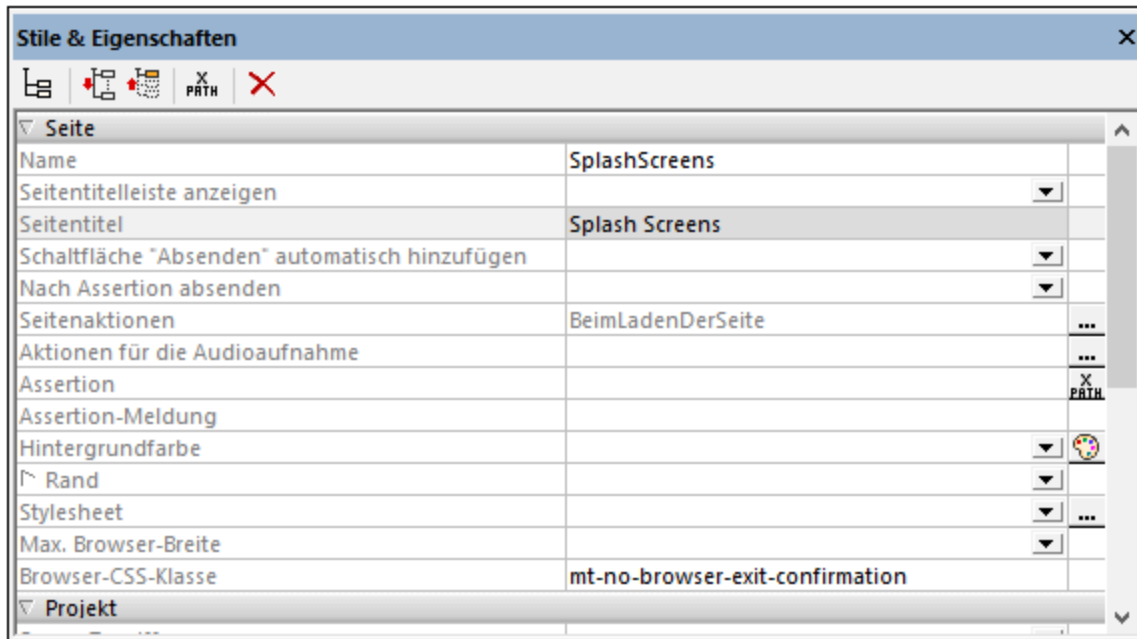 Stile & Eigenschaften
X PATH
Seite
Name SplashScreens
Seitentitelleiste anzeigen
Seitentitel Splash Screens
Schaltfläche "Absenden" automatisch hinzufügen
Nach Assertion absenden
Seitenaktionen BeimLadenDerSeite ...
Aktionen für die Audioaufnahme ...
Assertion X PATH
Assertion-Meldung
Hintergrundfarbe
Rand
Stylesheet ...
Max. Browser-Breite
Browser-CSS-Klasse mt-no-browser-exit-confirmation
Projekt